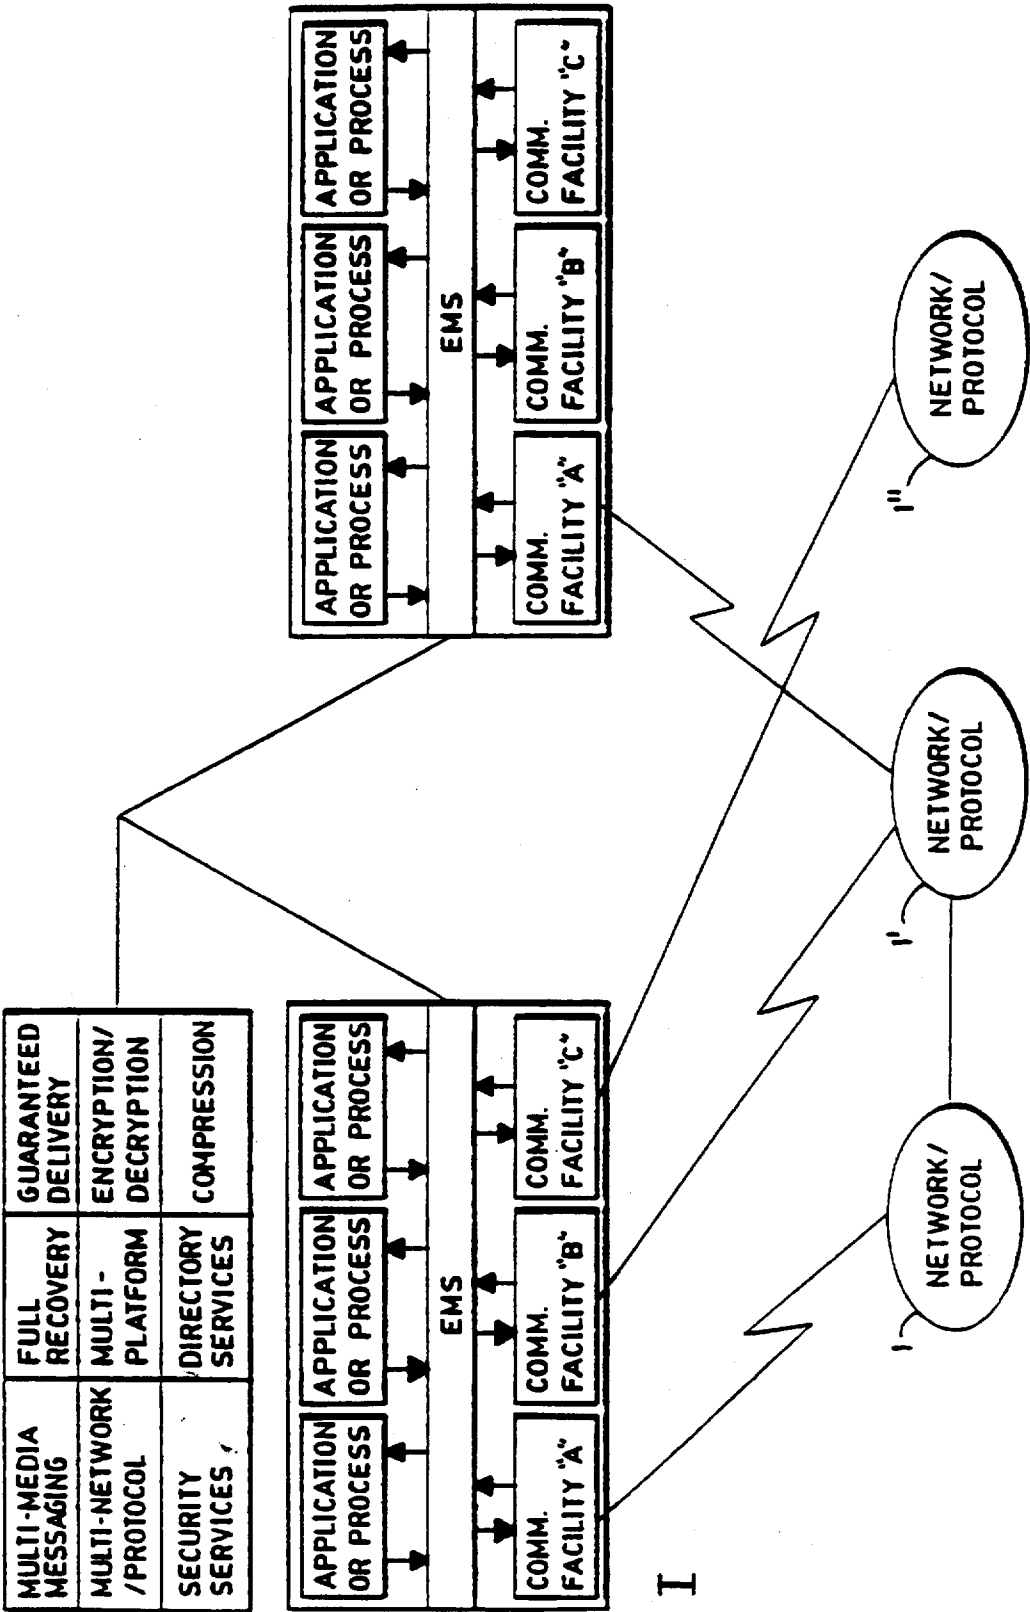 MULTI-MEDIA
MESSAGING
FULL
RECOVERY
GUARANTEED
DELIVERY
MULTI-NETWORK
/PROTOCOL
MULTI-
PLATFORM
ENCRYPTION/
DECRYPTION
SECURITY
SERVICES
DIRECTORY
SERVICES
COMPRESSION
APPLICATION
OR PROCESS
APPLICATION
OR PROCESS
APPLICATION
OR PROCESS
EMS
COMM.
FACILITY "A"
COMM.
FACILITY "B"
COMM.
FACILITY "C"
APPLICATION
OR PROCESS
APPLICATION
OR PROCESS
APPLICATION
OR PROCESS
EMS
COMM.
FACILITY "A"
COMM.
FACILITY "B"
COMM.
FACILITY "C"
I
1
NETWORK/
PROTOCOL
1'
NETWORK/
PROTOCOL
1"
NETWORK/
PROTOCOL